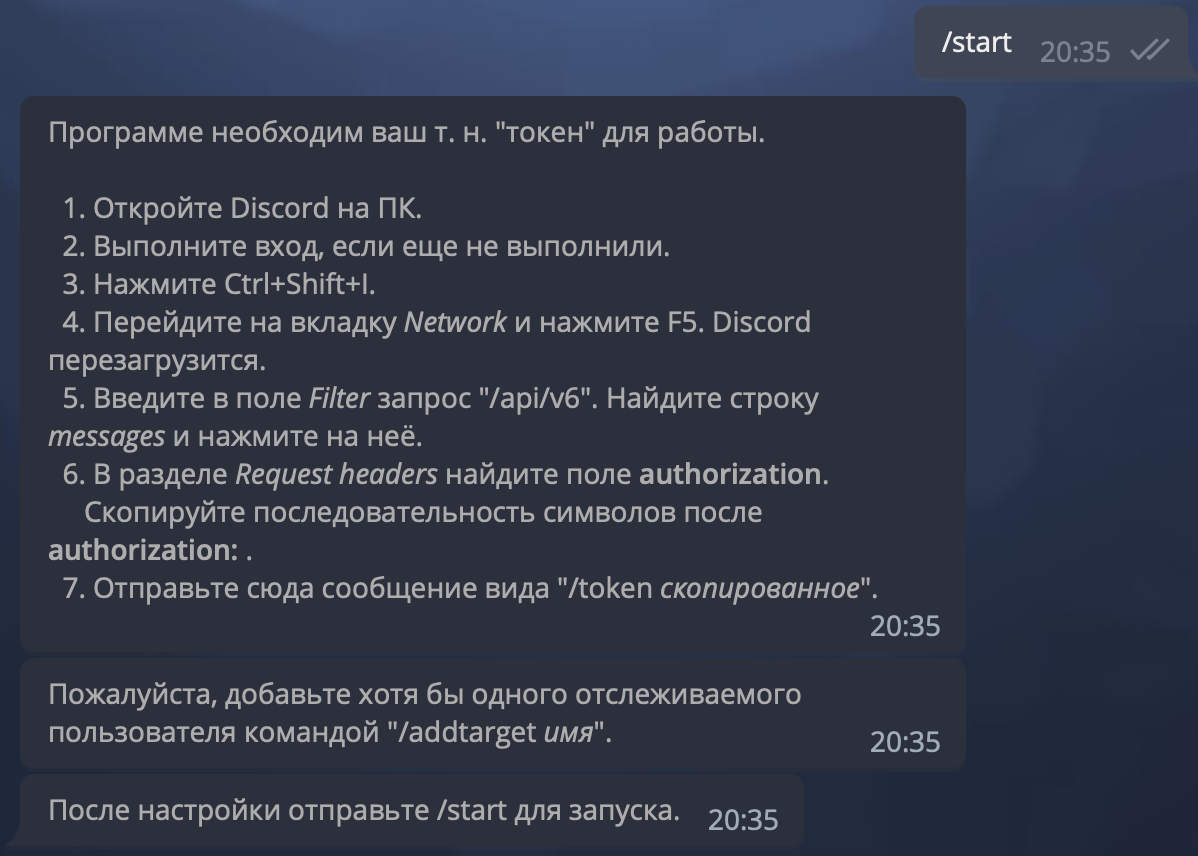 /start 20:35
Программе необходим ваш т. н. "токен" для работы.
1. Откройте Discord на ПК.
2. Выполните вход, если еще не выполнили.
3. Нажмите Ctrl+Shift+I.
4. Перейдите на вкладку Network и нажмите F5. Discord
перезагрузится.
5. Введите в поле Filter запрос "/api/v6". Найдите строку
messages и нажмите на неё.
6. В разделе Request headers найдите поле authorization.
Скопируйте последовательность символов после
authorization: .
7. Отправьте сюда сообщение вида "/token скопированное".
20:35
Пожалуйста, добавьте хотя бы одного отслеживаемого
пользователя командой "/addtarget имя".
20:35
После настройки отправьте /start для запуска. 20:35